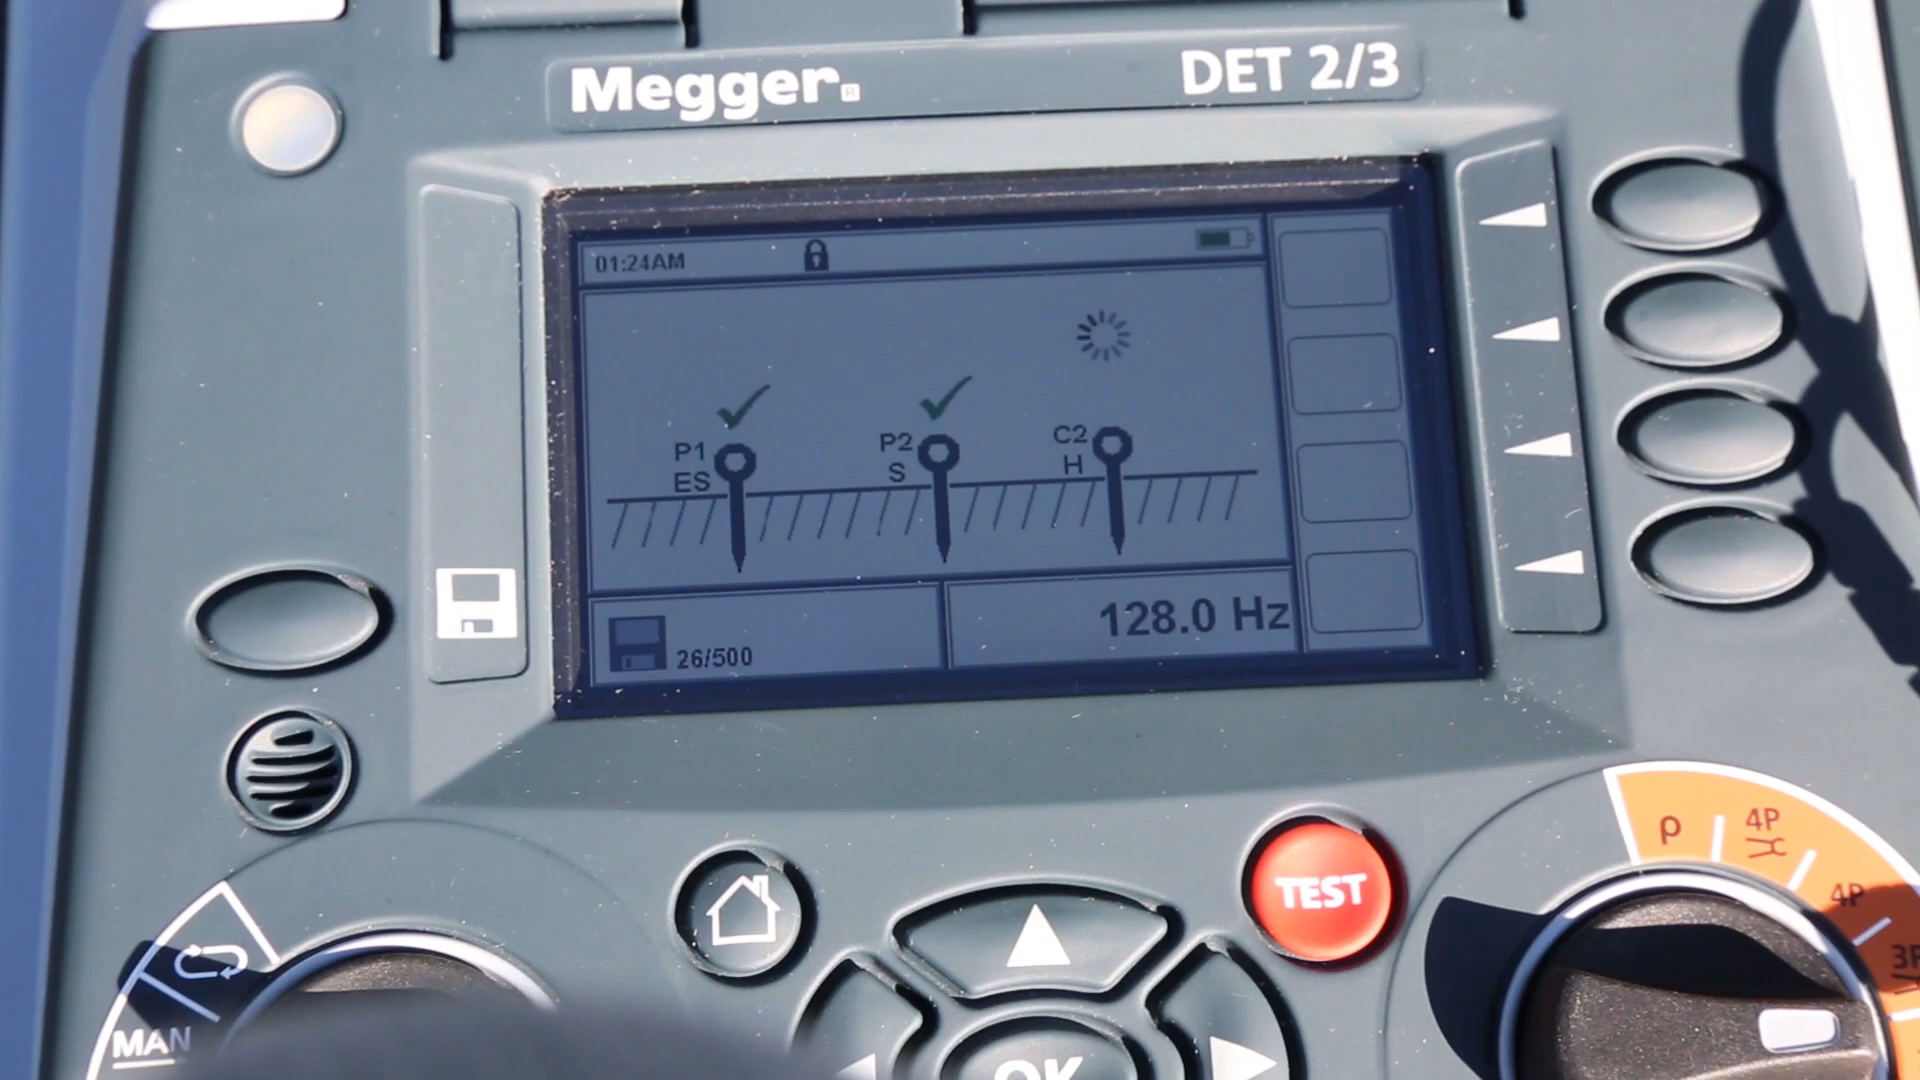 Megger® DET 2/3
01:24AM
P1
ES
P2
S
C2
H
26/500
128.0 Hz
TEST
ρ
4P
4P
MAN
OK